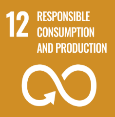 12 RESPONSIBLE
CONSUMPTION
AND PRODUCTION